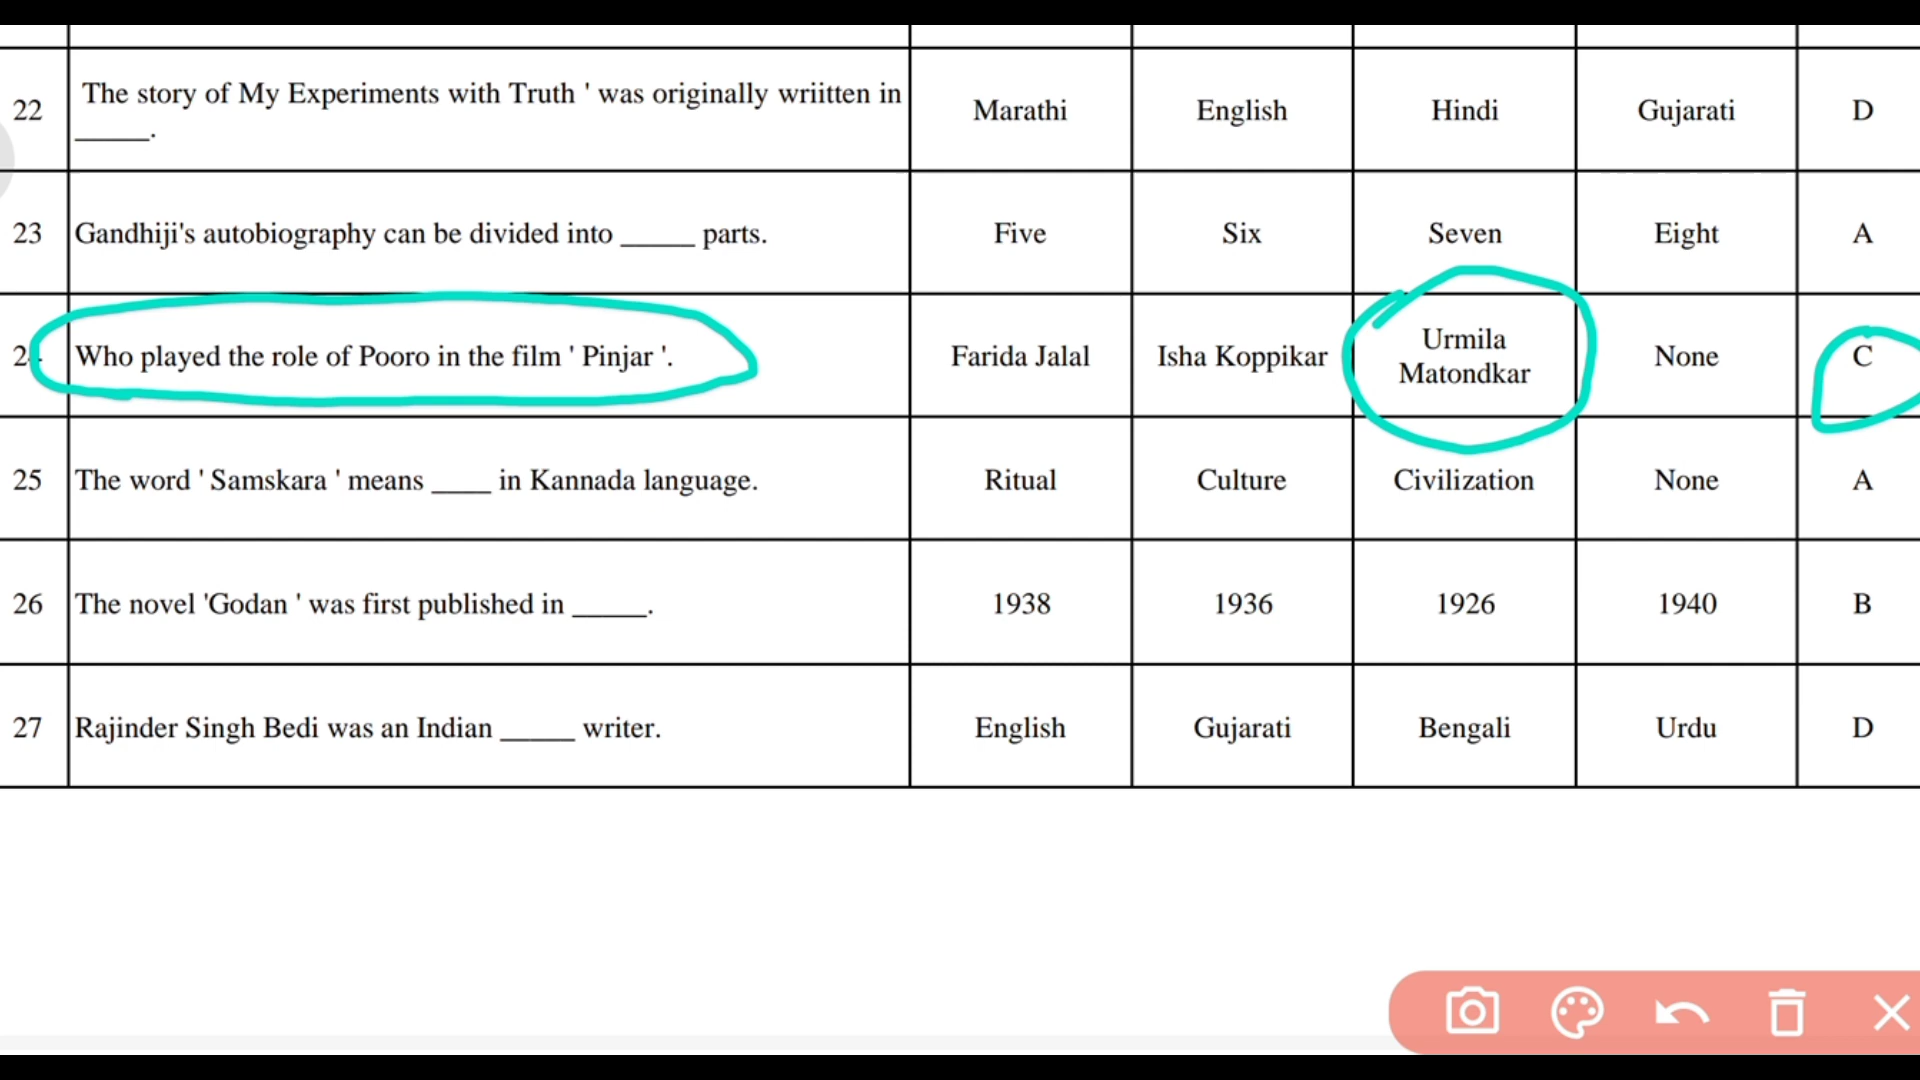 22 The story of My Experiments with Truth ' was originally wriitten in _____. Marathi English Hindi Gujarati D
23 Gandhiji's autobiography can be divided into _____ parts. Five Six Seven Eight A
Who played the role of Pooro in the film ' Pinjar '. Farida Jalal Isha Koppikar Urmila Matondkar None C
25 The word ' Samskara ' means ____ in Kannada language. Ritual Culture Civilization None A
26 The novel 'Godan ' was first published in _____. 1938 1936 1926 1940 B
27 Rajinder Singh Bedi was an Indian _____ writer. English Gujarati Bengali Urdu D